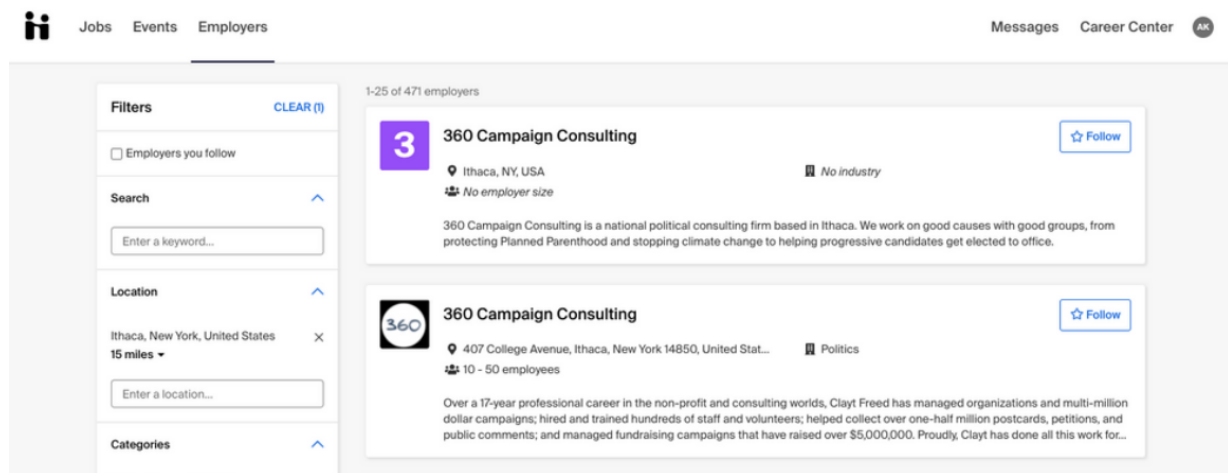 Jobs Events Employers
Messages Career Center AK
Filters CLEAR (1)
Employers you follow
Search
Enter a keyword...
Location
Ithaca, New York, United States
15 miles
Enter a location...
Categories
1-25 of 471 employers
3
360 Campaign Consulting
Follow
Ithaca, NY, USA
No industry
No employer size
360 Campaign Consulting is a national political consulting firm based in Ithaca. We work on good causes with good groups, from
protecting Planned Parenthood and stopping climate change to helping progressive candidates get elected to office.
360
360 Campaign Consulting
Follow
407 College Avenue, Ithaca, New York 14850, United Stat...
Politics
10 - 50 employees
Over a 17-year professional career in the non-profit and consulting worlds, Clayt Freed has managed organizations and multi-million
dollar campaigns; hired and trained hundreds of staff and volunteers; helped collect over one-half million postcards, petitions, and
public comments; and managed fundraising campaigns that have raised over $5,000,000. Proudly, Clayt has done all this work for...